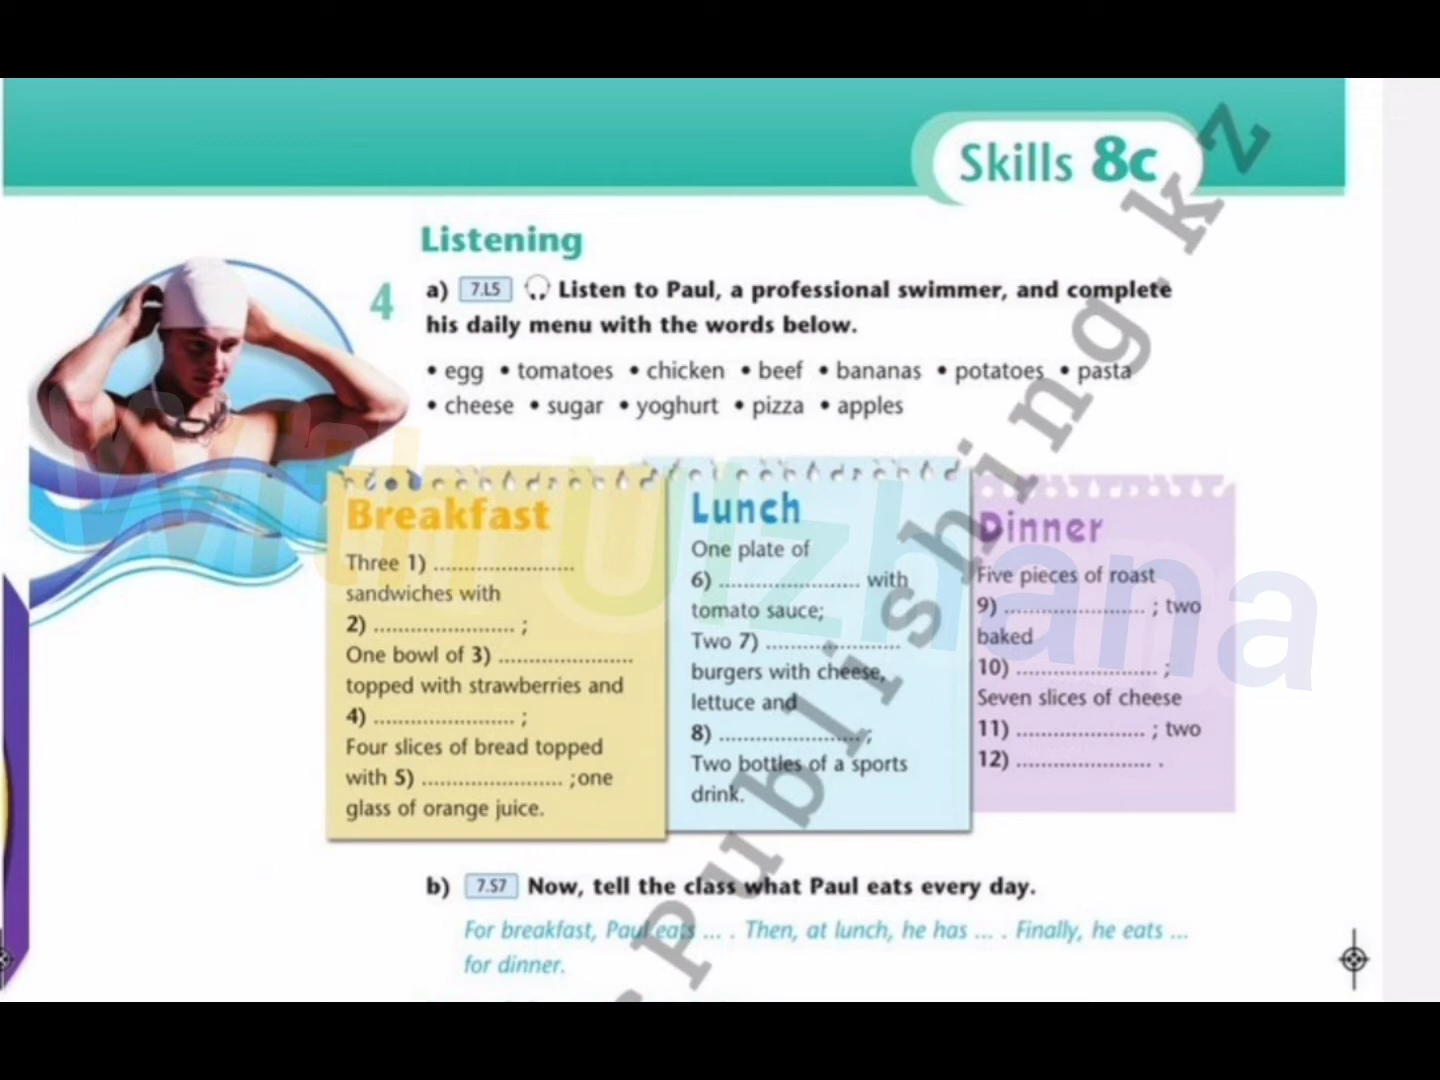 Skills 8c
Listening
4 a) 7.L5 Listen to Paul, a professional swimmer, and complete
his daily menu with the words below.
• egg • tomatoes • chicken • beef • bananas • potatoes • pasta
• cheese • sugar • yoghurt • pizza • apples
Breakfast
Three 1) ......................
sandwiches with
2) ...................... ;
One bowl of 3) ......................
topped with strawberries and
4) ...................... ;
Four slices of bread topped
with 5) ...................... ;one
glass of orange juice.
Lunch
One plate of
6) ...................... with
tomato sauce;
Two 7) ......................
burgers with cheese,
lettuce and
8) ...................... ;
Two bottles of a sports
drink.
Dinner
Five pieces of roast
9) ...................... ; two
baked
10) ...................... ;
Seven slices of cheese
11) ...................... ; two
12) ...................... .
b) 7.S7 Now, tell the class what Paul eats every day.
For breakfast, Paul eats ... . Then, at lunch, he has ... . Finally, he eats ...
for dinner.
Publishing.kz
With Ulzhana